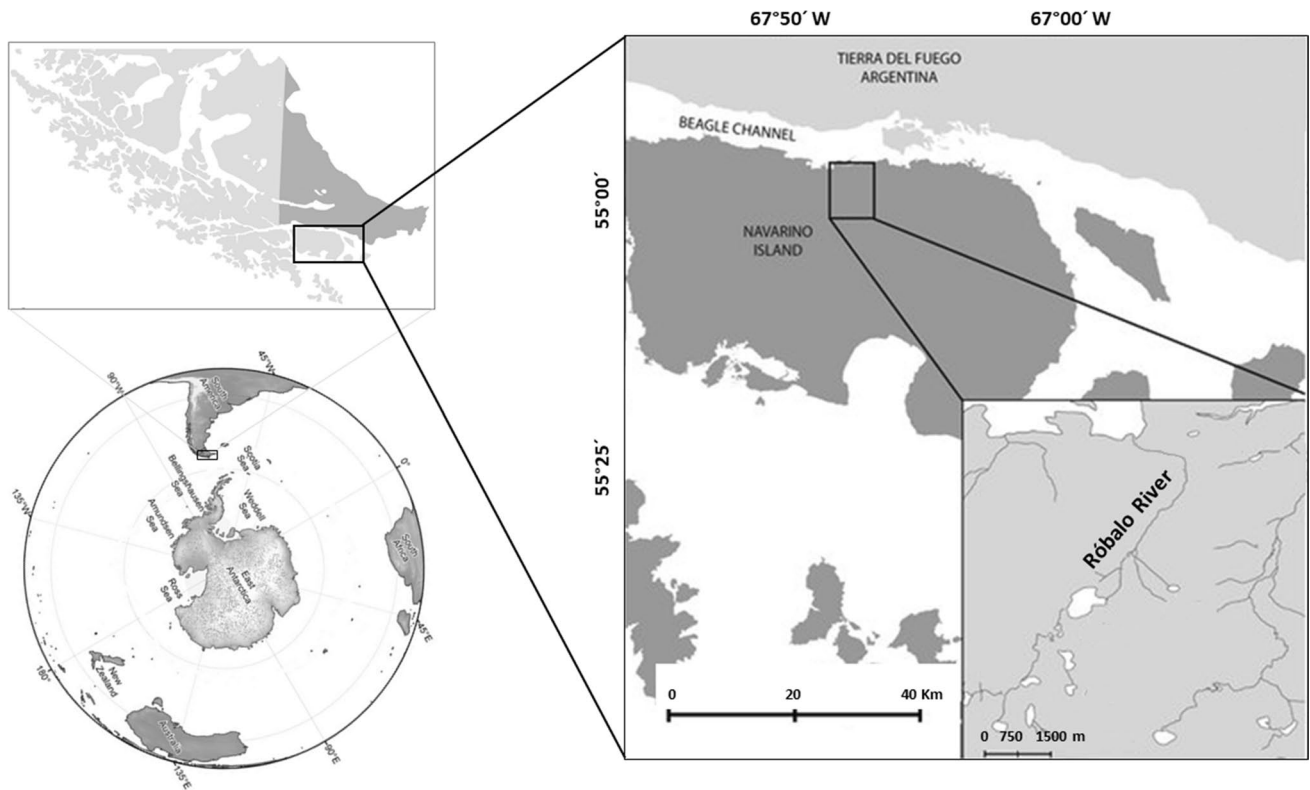 67°50´ W
67°00´ W
TIERRA DEL FUEGO
ARGENTINA
BEAGLE CHANNEL
55°00´
NAVARINO
ISLAND
55°25´
Róbalo River
0
20
40 Km
0 750 1500 m
90°W
45°W
South
America
0°
Scotia
Sea
Bellingshausen
Sea
Weddell
Sea
135°W
Amundsen
Sea
South
Africa
Ross
Sea
East
Antarctica
45°E
180°
New
Zealand
Australia
90°E
135°E